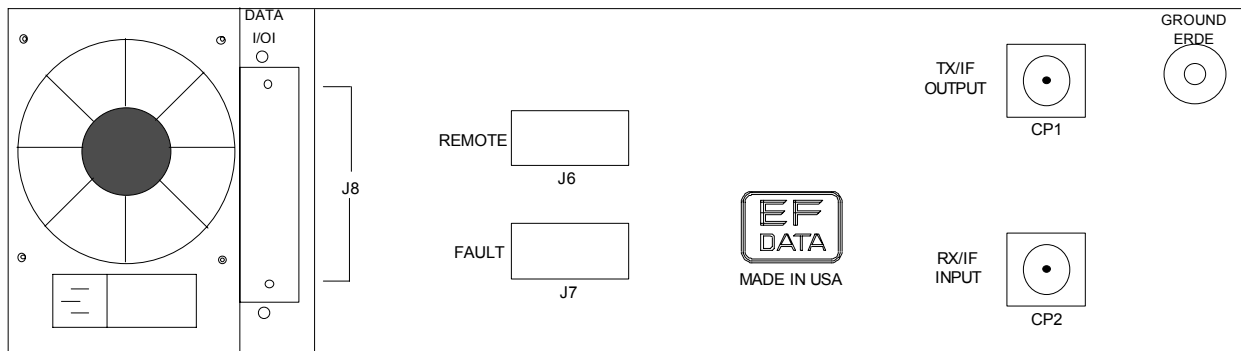 DATA
I/OI
J8
REMOTE
J6
FAULT
J7
EF
DATA
MADE IN USA
TX/IF
OUTPUT
CP1
RX/IF
INPUT
CP2
GROUND
ERDE